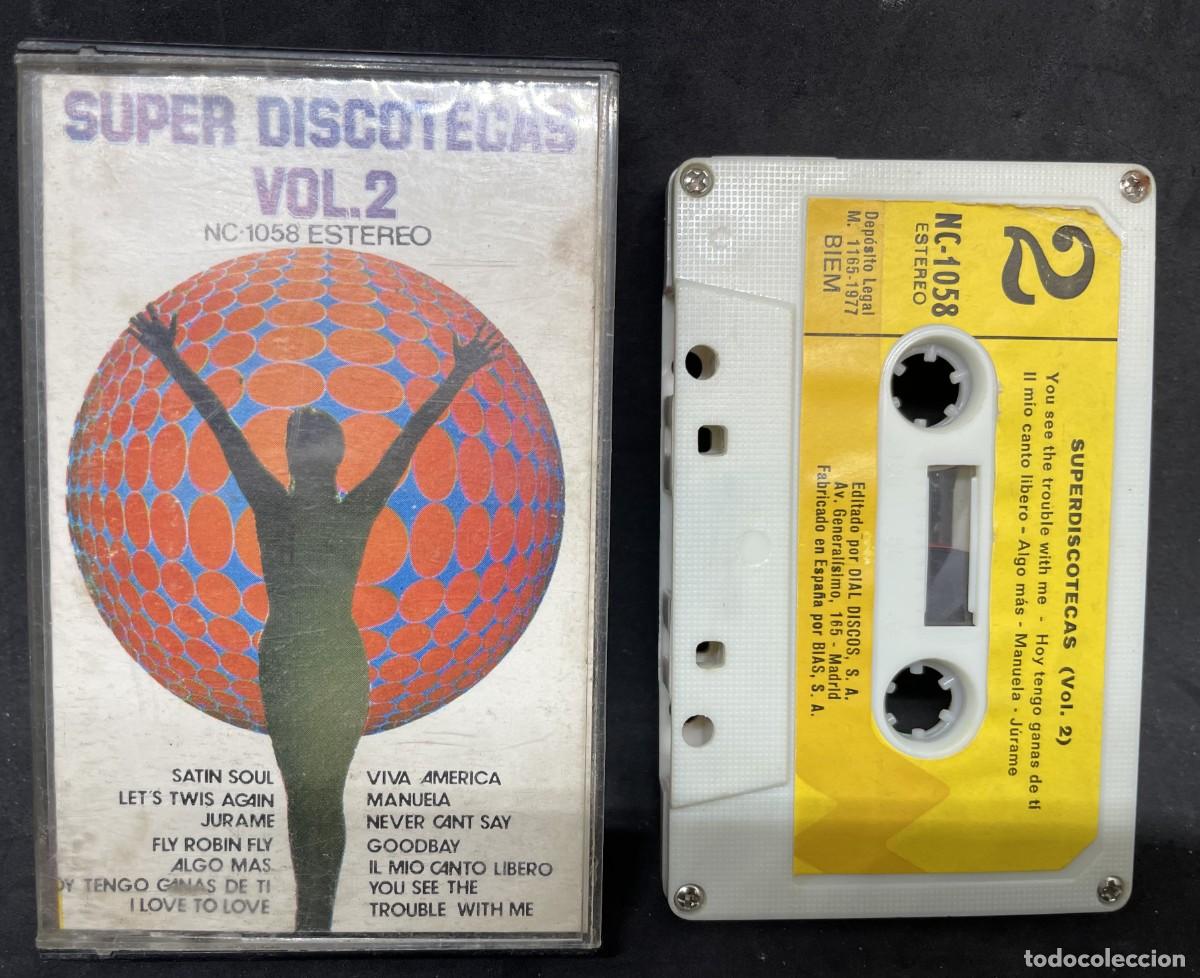 SUPER DISCOTECAS
VOL.2
NC-1058 ESTEREO
SATIN SOUL
LET'S TWIS AGAIN
JURAME
FLY ROBIN FLY
ALGO MAS
OY TENGO GANAS DE TI
I LOVE TO LOVE
VIVA AMERICA
MANUELA
NEVER CANT SAY
GOODBAY
IL MIO CANTO LIBERO
YOU SEE THE
TROUBLE WITH ME
2
NC-1058
ESTEREO
Depósito Legal
M. 1165-1977
BIEM
SUPERDISCOTECAS (Vol. 2)
You see the trouble with me - Hoy tengo ganas de tí
Il mio canto libero - Algo más - Manuela - Júrame
Editado por DIAL DISCOS, S. A.
Av. Generalísimo, 165 - Madrid
Fabricado en España por BIAS, S. A.
todocoleccion